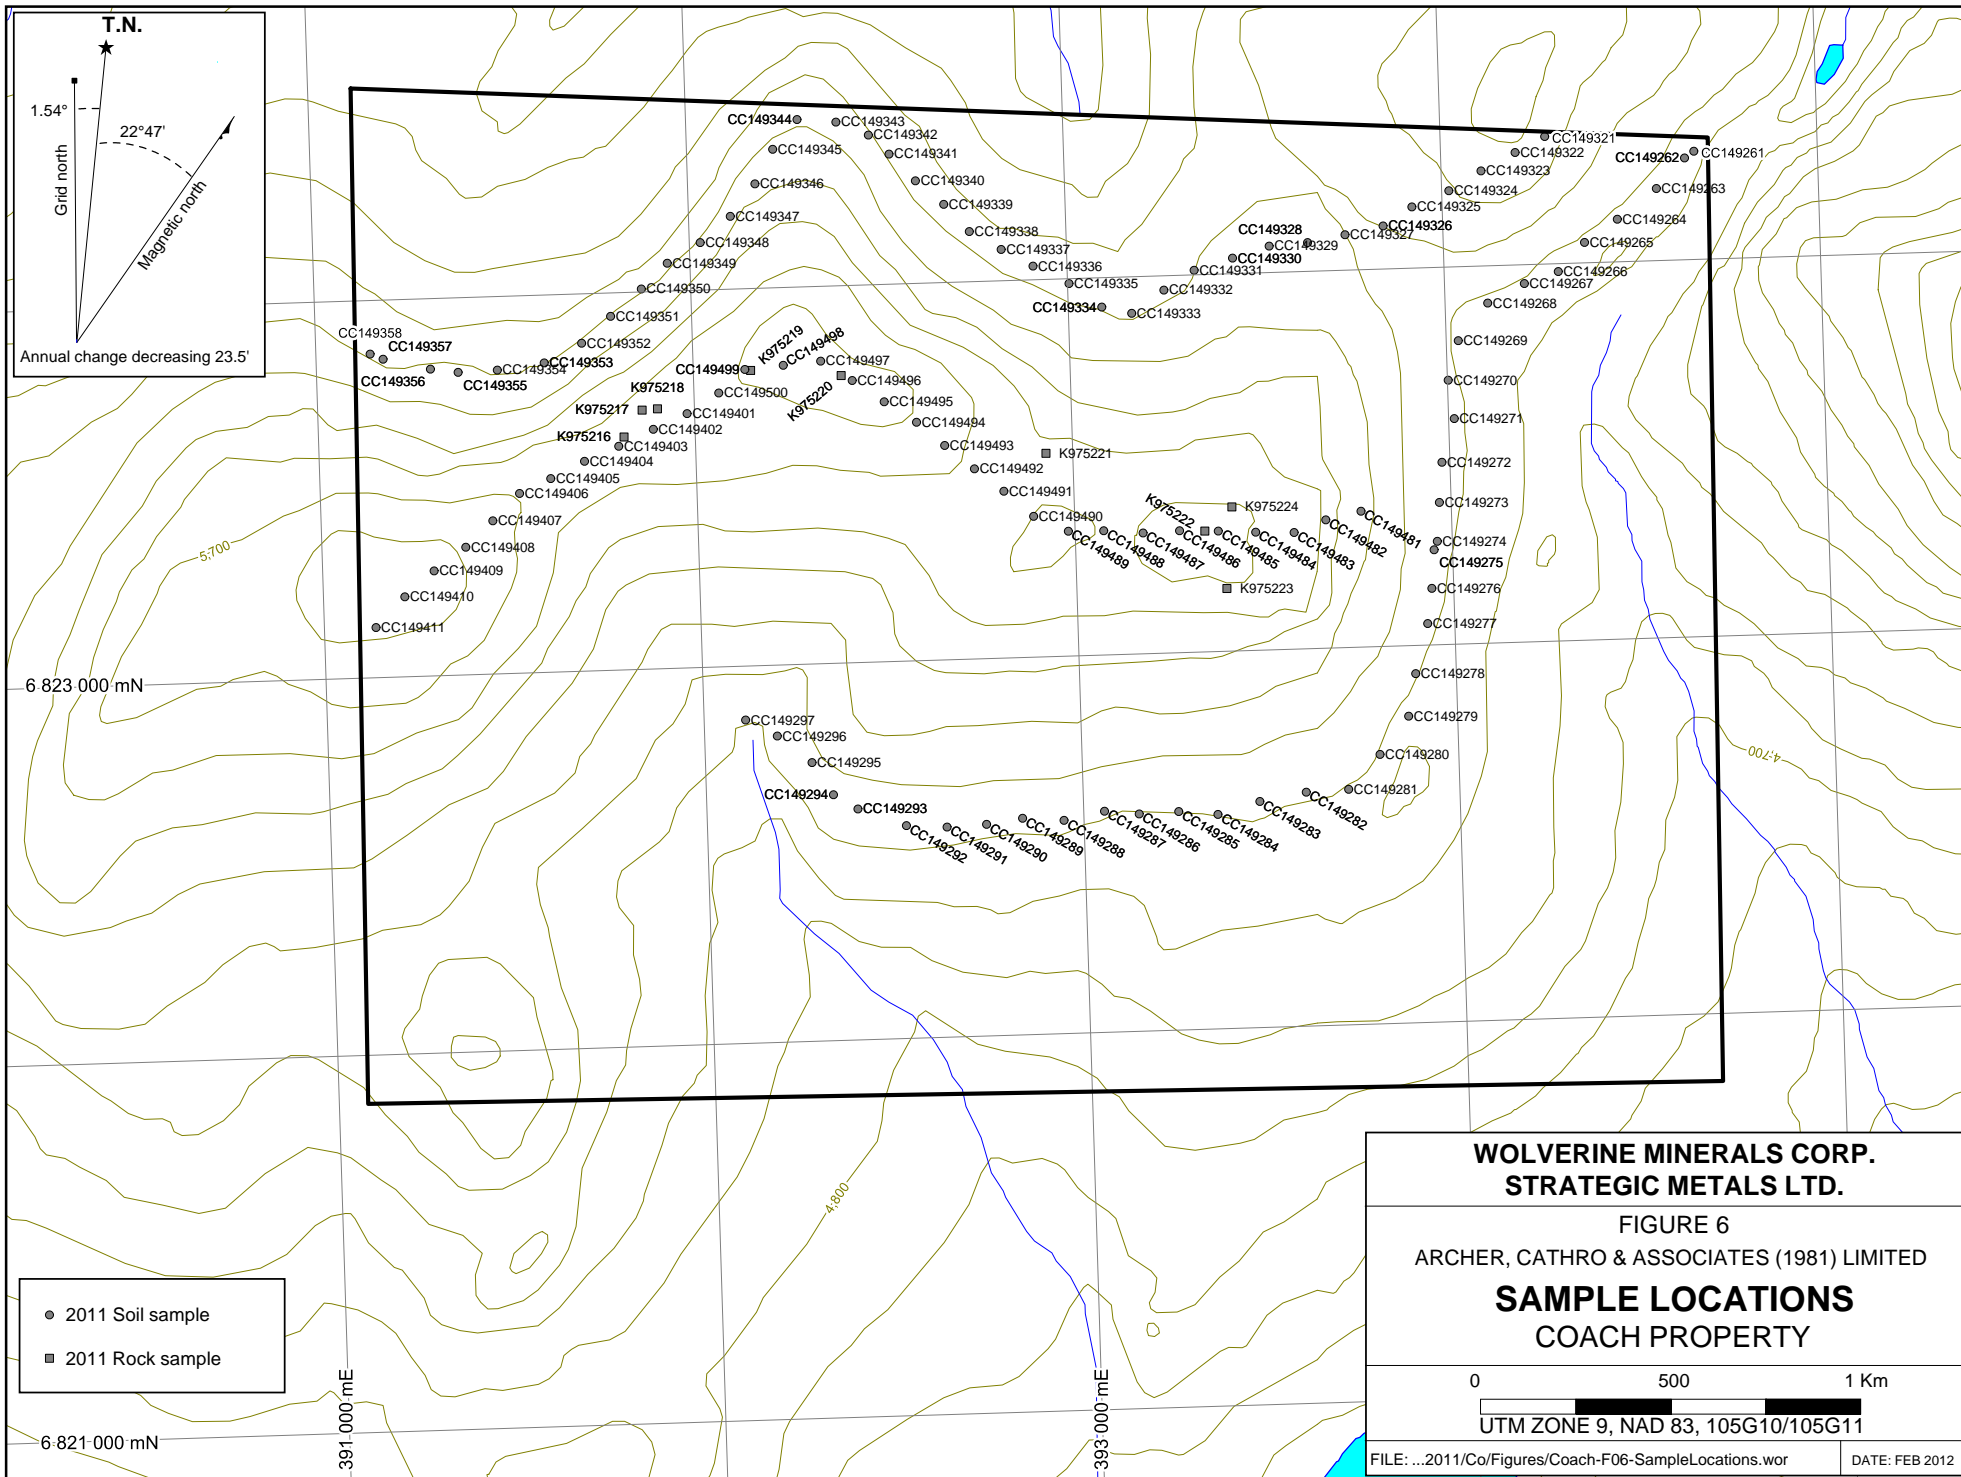 T.N.
1.54°
22°47'
Grid north
Magnetic north
Annual change decreasing 23.5'
CC149344
CC149343
CC149342
CC149341
CC149345
CC149340
CC149346
CC149339
CC149347
CC149338
CC149348
CC149337
CC149349
CC149336
CC149350
CC149335
CC149334
CC149333
CC149351
CC149352
CC149321
CC149322
CC149262
CC149261
CC149323
CC149263
CC149324
CC149325
CC149264
CC149326
CC149327
CC149328
CC149329
CC149265
CC149330
CC149331
CC149266
CC149332
CC149267
CC149268
CC149269
CC149358
CC149357
CC149356
CC149355
CC149354
CC149353
K975219
CC149498
CC149497
CC149499
K975220
CC149496
CC149500
CC149495
K975218
K975217
CC149401
CC149494
CC149402
K975216
CC149403
CC149493
K975221
CC149404
CC149492
CC149405
CC149491
CC149406
CC149407
CC149490
CC149408
CC149409
CC149410
CC149411
CC149270
CC149271
CC149272
CC149273
CC149274
CC149275
CC149276
CC149277
CC149278
CC149279
CC149280
CC149281
K975222
K975224
K975223
CC149489
CC149488
CC149487
CC149486
CC149485
CC149484
CC149483
CC149482
CC149481
5,700
6 823 000 mN
4,700
CC149297
CC149296
CC149295
CC149294
CC149293
CC149292
CC149291
CC149290
CC149289
CC149288
CC149287
CC149286
CC149285
CC149284
CC149283
CC149282
4,800
2011 Soil sample
2011 Rock sample
391 000 mE
393 000 mE
6 821 000 mN
WOLVERINE MINERALS CORP.
STRATEGIC METALS LTD.
FIGURE 6
ARCHER, CATHRO & ASSOCIATES (1981) LIMITED
SAMPLE LOCATIONS
COACH PROPERTY
0 500 1 Km
UTM ZONE 9, NAD 83, 105G10/105G11
FILE: ...2011/Co/Figures/Coach-F06-SampleLocations.wor
DATE: FEB 2012